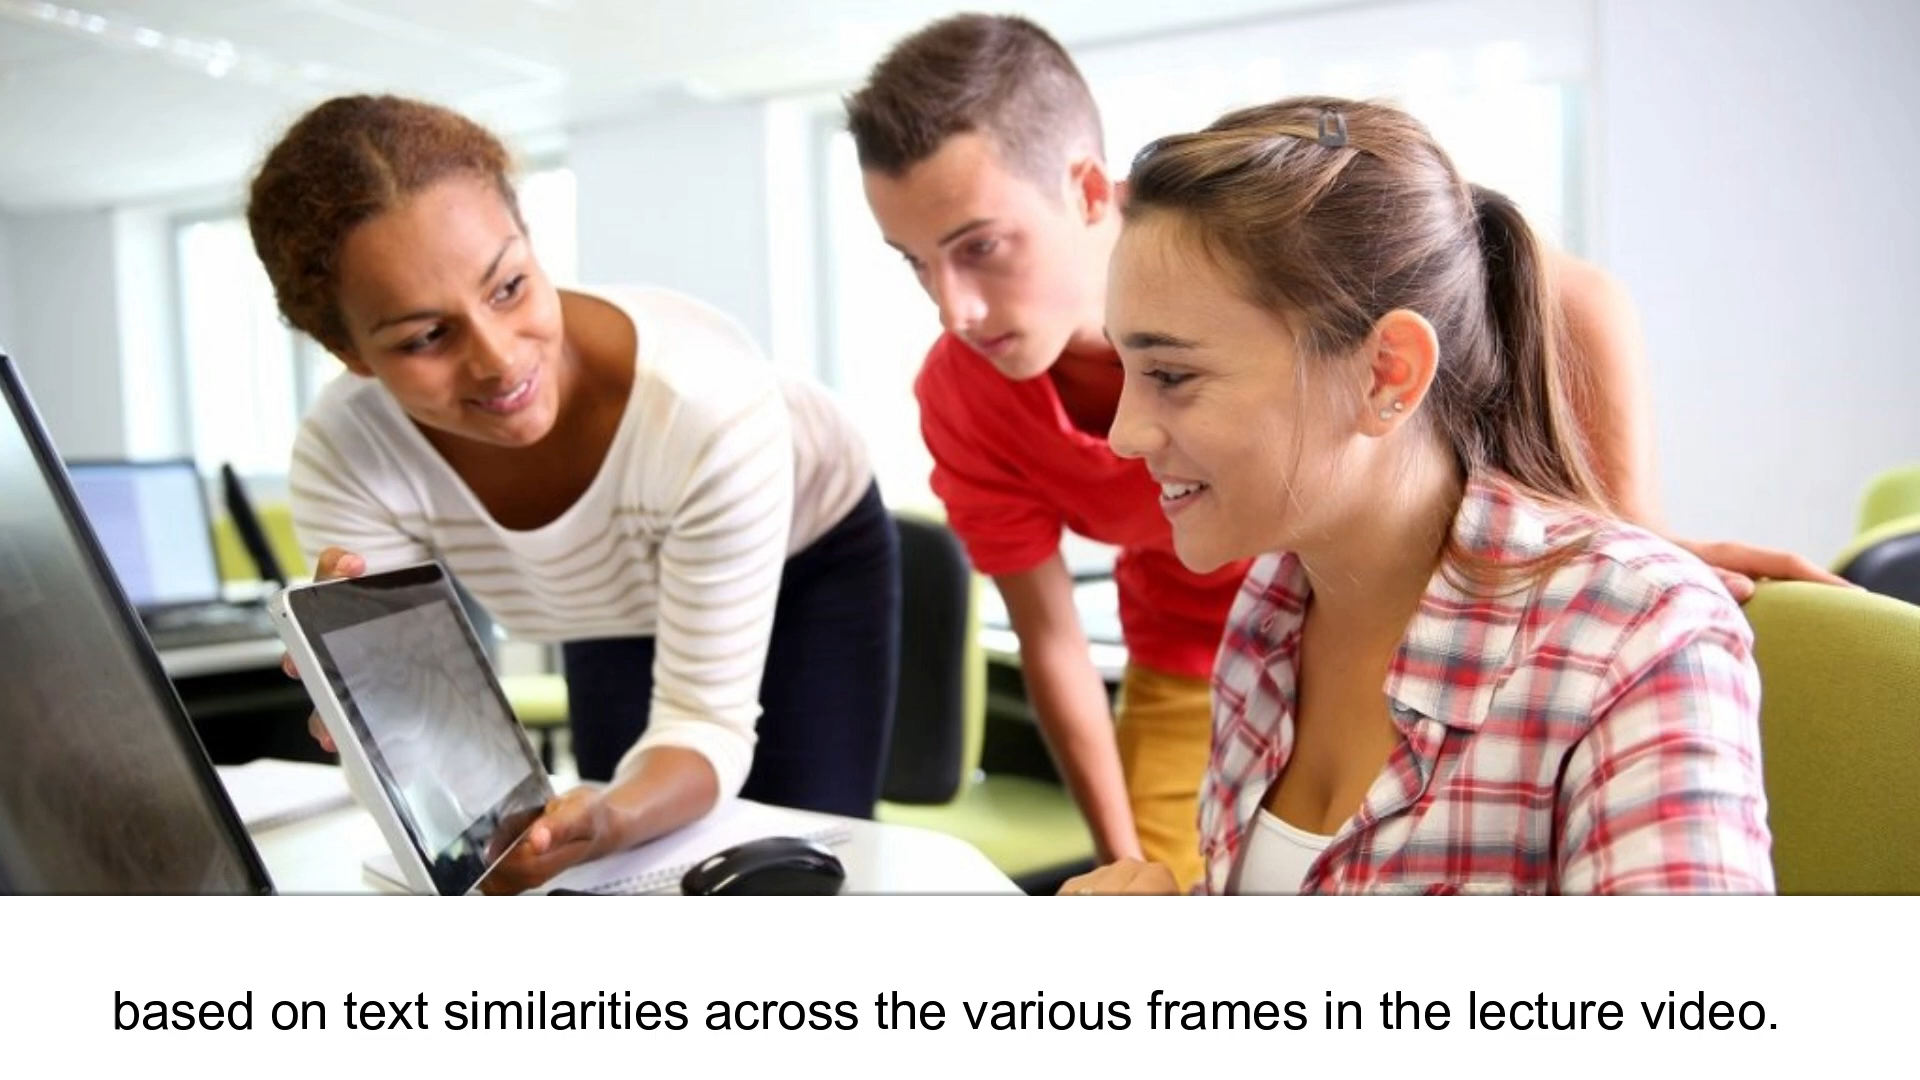 based on text similarities across the various frames in the lecture video.